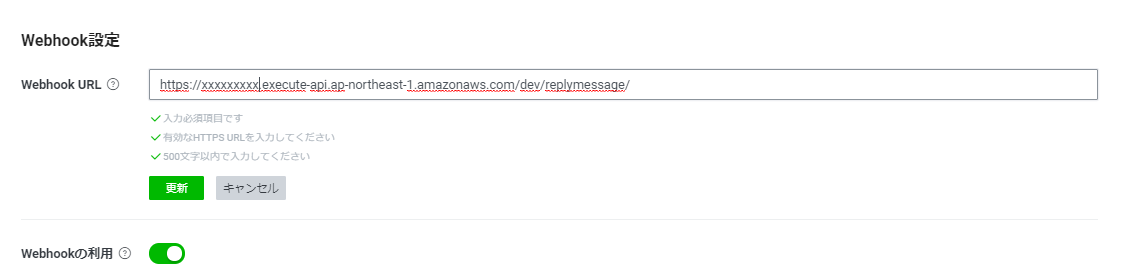 Webhook設定
Webhook URL ?
https://xxxxxxxxx.execute-api.ap-northeast-1.amazonaws.com/dev/replymessage/
入力必須項目です
有効なHTTPS URLを入力してください
500文字以内で入力してください
更新 キャンセル
Webhookの利用 ?